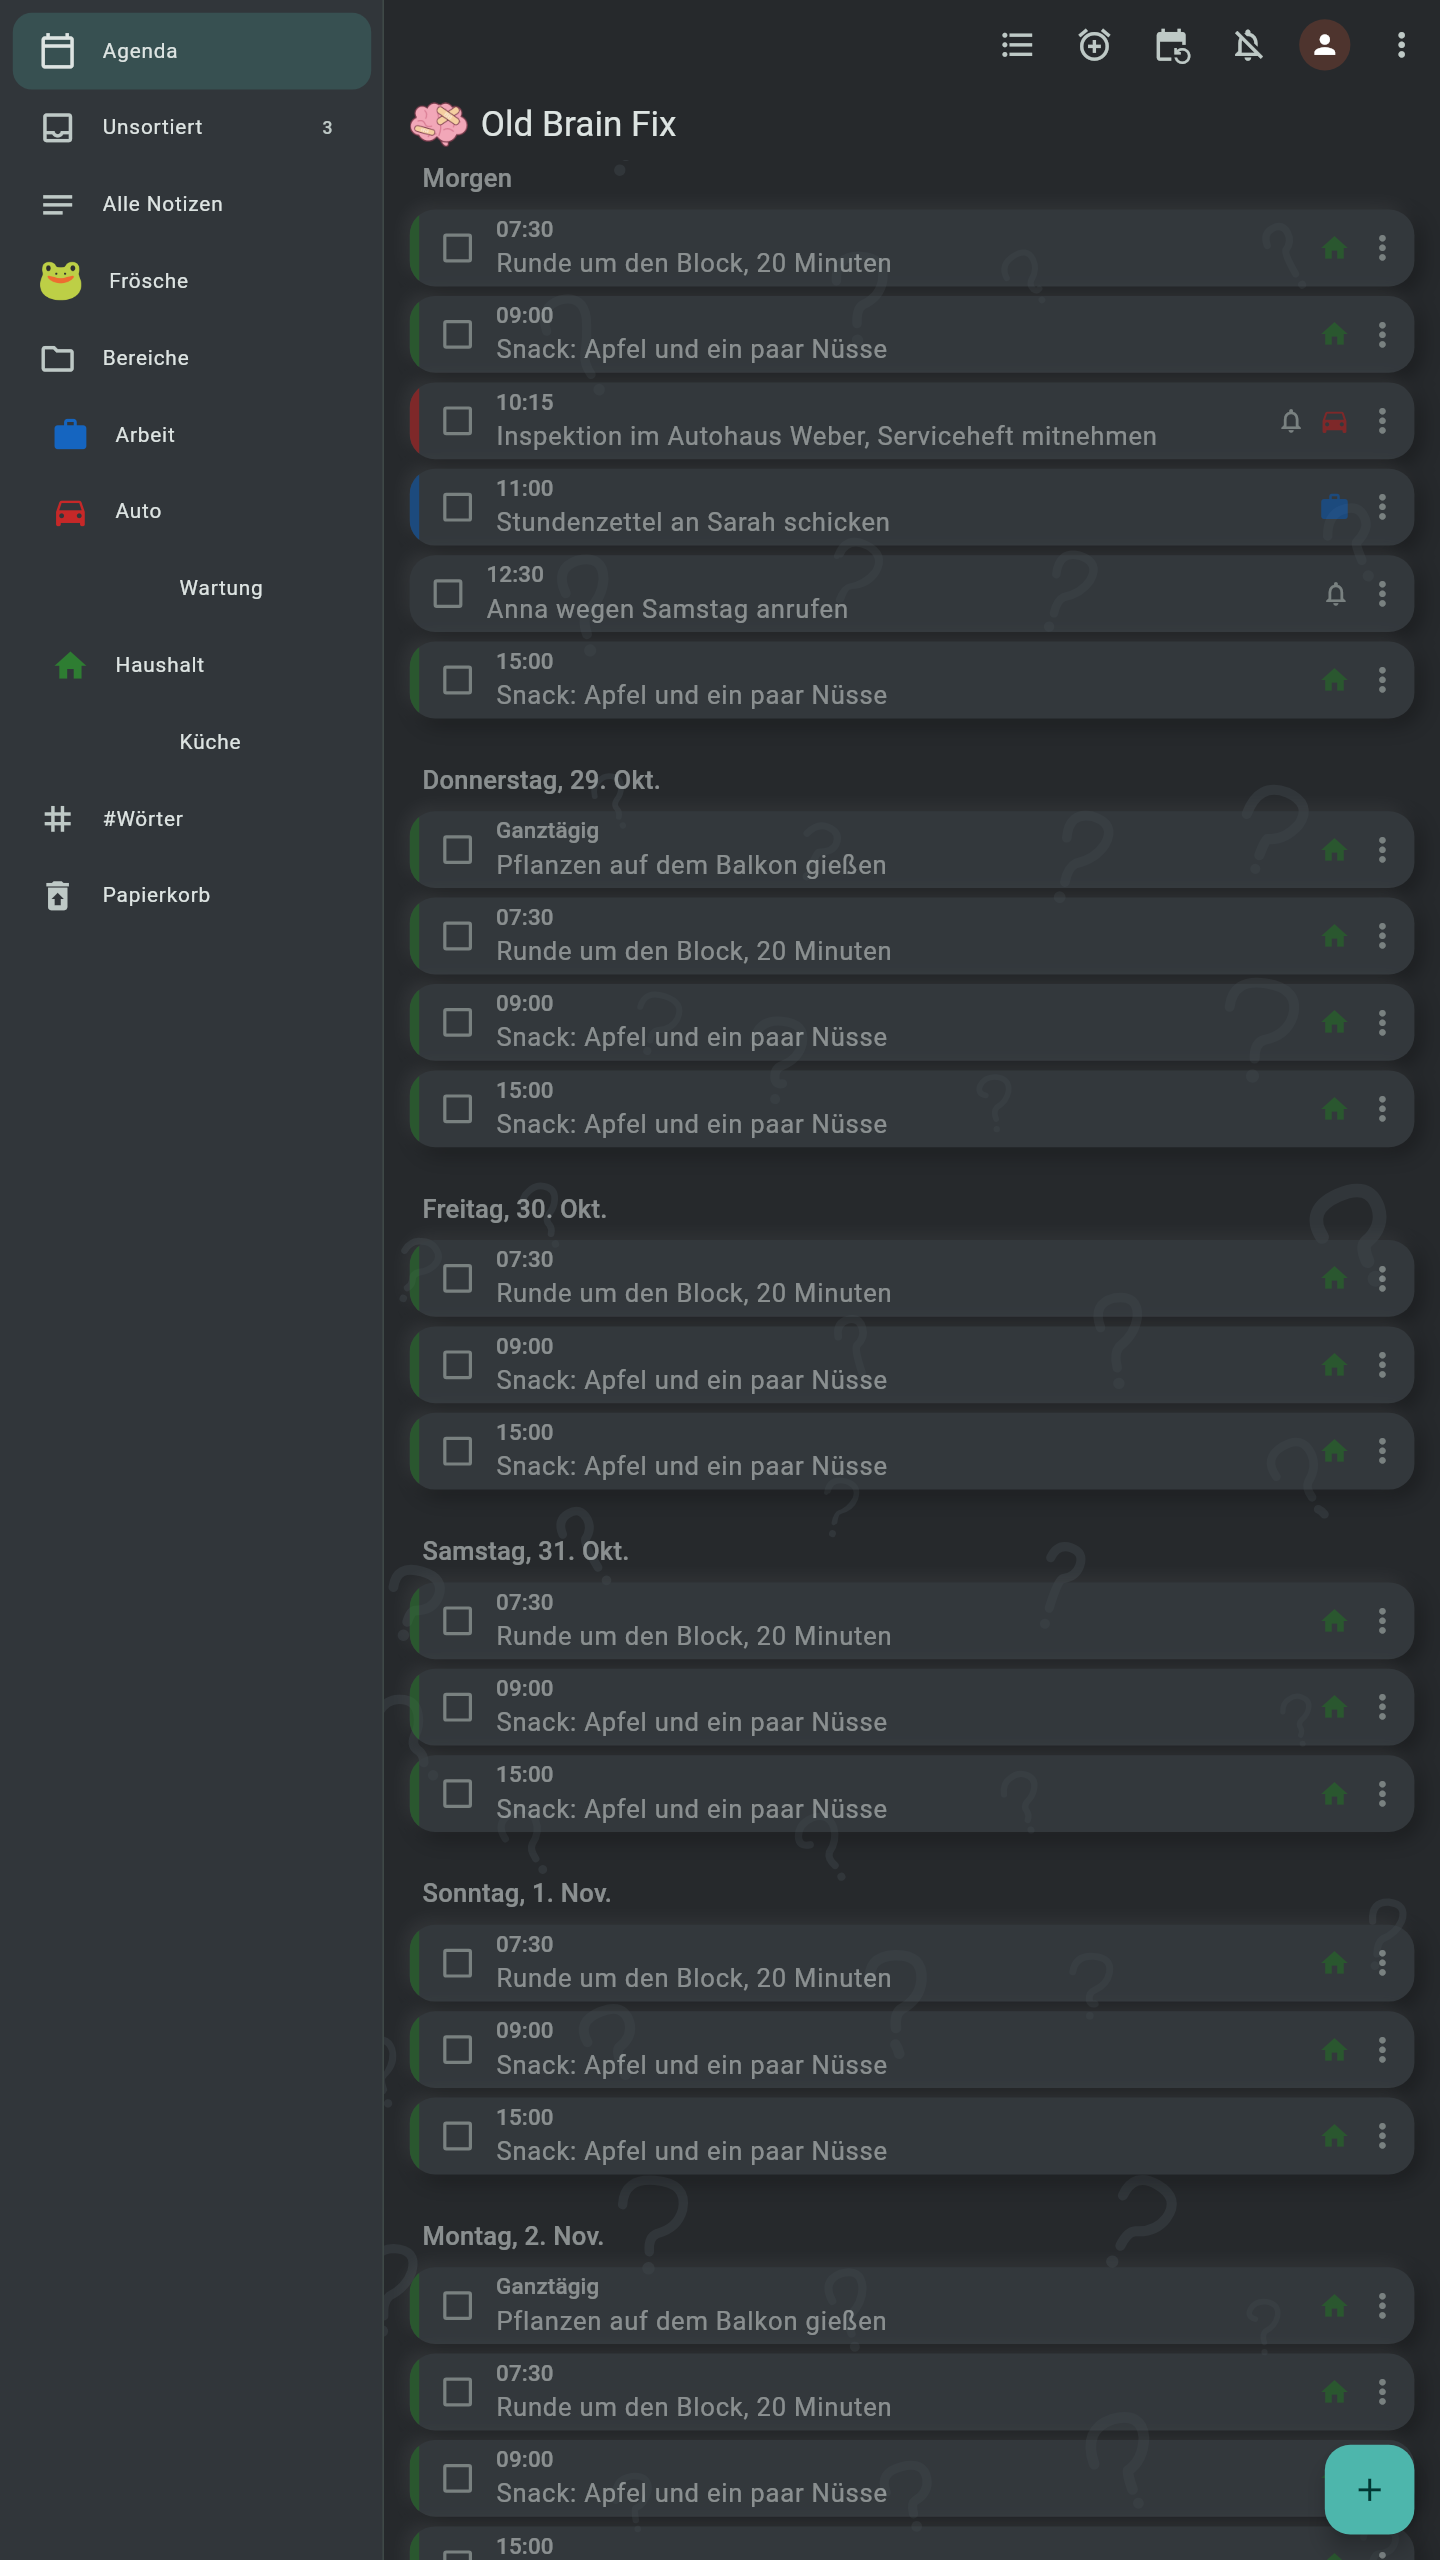 Agenda
Unsortiert 3
Alle Notizen
Frösche
Bereiche
Arbeit
Auto
Wartung
Haushalt
Küche
#Wörter
Papierkorb
Old Brain Fix
Morgen
07:30
Runde um den Block, 20 Minuten
09:00
Snack: Apfel und ein paar Nüsse
10:15
Inspektion im Autohaus Weber, Serviceheft mitnehmen
11:00
Stundenzettel an Sarah schicken
12:30
Anna wegen Samstag anrufen
15:00
Snack: Apfel und ein paar Nüsse
Donnerstag, 29. Okt.
Ganztägig
Pflanzen auf dem Balkon gießen
07:30
Runde um den Block, 20 Minuten
09:00
Snack: Apfel und ein paar Nüsse
15:00
Snack: Apfel und ein paar Nüsse
Freitag, 30. Okt.
07:30
Runde um den Block, 20 Minuten
09:00
Snack: Apfel und ein paar Nüsse
15:00
Snack: Apfel und ein paar Nüsse
Samstag, 31. Okt.
07:30
Runde um den Block, 20 Minuten
09:00
Snack: Apfel und ein paar Nüsse
15:00
Snack: Apfel und ein paar Nüsse
Sonntag, 1. Nov.
07:30
Runde um den Block, 20 Minuten
09:00
Snack: Apfel und ein paar Nüsse
15:00
Snack: Apfel und ein paar Nüsse
Montag, 2. Nov.
Ganztägig
Pflanzen auf dem Balkon gießen
07:30
Runde um den Block, 20 Minuten
09:00
Snack: Apfel und ein paar Nüsse
15:00